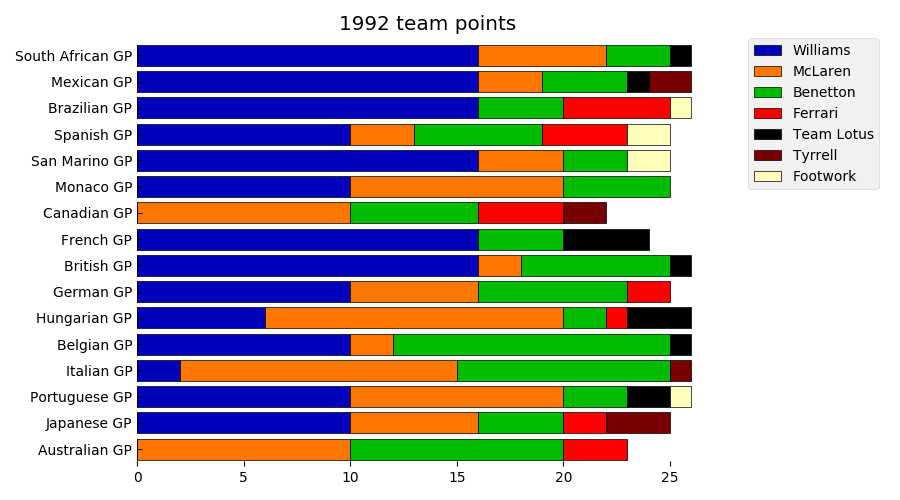 1992 team points
South African GP
Mexican GP
Brazilian GP
Spanish GP
San Marino GP
Monaco GP
Canadian GP
French GP
British GP
German GP
Hungarian GP
Belgian GP
Italian GP
Portuguese GP
Japanese GP
Australian GP
0 5 10 15 20 25
Williams
McLaren
Benetton
Ferrari
Team Lotus
Tyrrell
Footwork